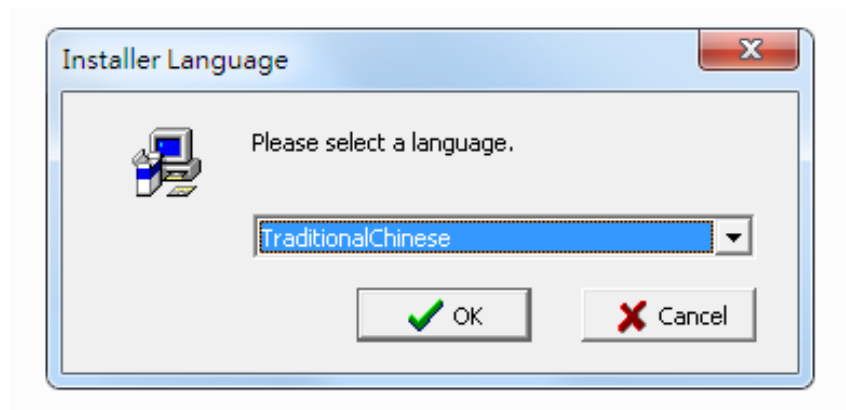 Installer Language
Please select a language.
TraditionalChinese
OK
Cancel